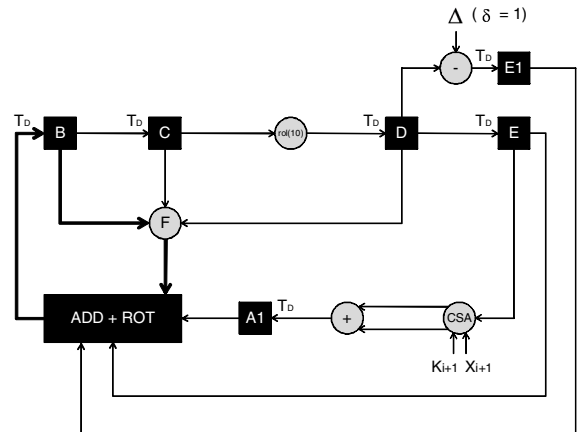 Δ ( δ = 1)
- TD E1
TD B TD C rol(10) TD D TD E
F
ADD + ROT A1 TD + CSA
Ki+1 Xi+1